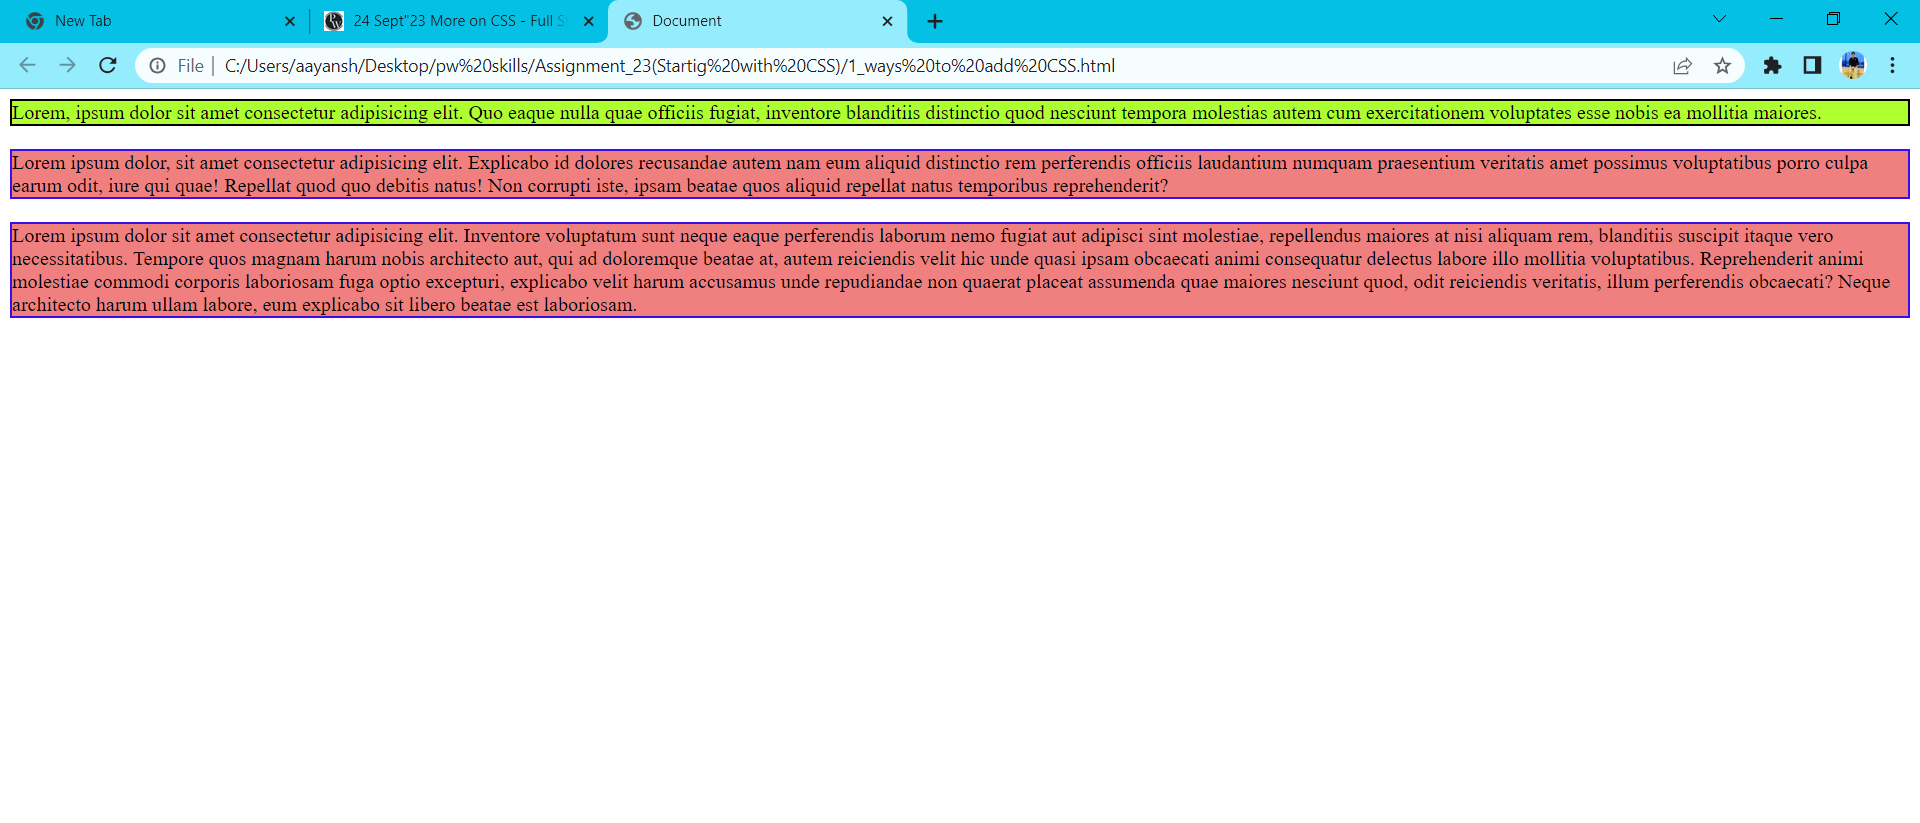 New Tab
24 Sept"23 More on CSS - Full S
Document
File
C:/Users/aayansh/Desktop/pw%20skills/Assignment_23(Startig%20with%20CSS)/1_ways%20to%20add%20CSS.html
Lorem, ipsum dolor sit amet consectetur adipisicing elit. Quo eaque nulla quae officiis fugiat, inventore blanditiis distinctio quod nesciunt tempora molestias autem cum exercitationem voluptates esse nobis ea mollitia maiores.
Lorem ipsum dolor, sit amet consectetur adipisicing elit. Explicabo id dolores recusandae autem nam eum aliquid distinctio rem perferendis officiis laudantium numquam praesentium veritatis amet possimus voluptatibus porro culpa
earum odit, iure qui quae! Repellat quod quo debitis natus! Non corrupti iste, ipsam beatae quos aliquid repellat natus temporibus reprehenderit?
Lorem ipsum dolor sit amet consectetur adipisicing elit. Inventore voluptatum sunt neque eaque perferendis laborum nemo fugiat aut adipisci sint molestiae, repellendus maiores at nisi aliquam rem, blanditiis suscipit itaque vero
necessitatibus. Tempore quos magnam harum nobis architecto aut, qui ad doloremque beatae at, autem reiciendis velit hic unde quasi ipsam obcaecati animi consequatur delectus labore illo mollitia voluptatibus. Reprehenderit animi
molestiae commodi corporis laboriosam fuga optio excepturi, explicabo velit harum accusamus unde repudiandae non quaerat placeat assumenda quae maiores nesciunt quod, odit reiciendis veritatis, illum perferendis obcaecati? Neque
architecto harum ullam labore, eum explicabo sit libero beatae est laboriosam.